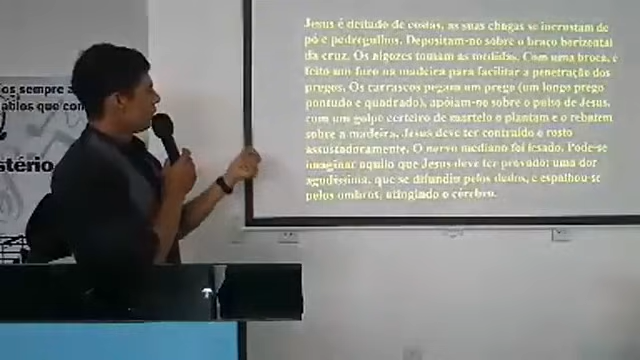 Jesus é deitado de costas, as suas chagas se incrustam de
pó e pedregulhos. Depositam-no sobre o braço horizontal
da cruz. Os algozes tomam as medidas. Com uma broca, é
feito um furo na madeira para facilitar a penetração dos
pregos. Os carrascos pegam um prego (um longo prego
pontudo e quadrado), apóiam-no sobre o pulso de Jesus,
com um golpe certeiro de martelo o plantam e o rebatem
sobre a madeira. Jesus deve ter contraído o rosto
assustadoramente. O nervo mediano foi lesado. Pode-se
imaginar aquilo que Jesus deve ter provado: uma dor
agudíssima, que se difundiu pelos dedos, e espalhou-se
pelos ombros, atingindo o cérebro.
os sempre a
ios que con
stério